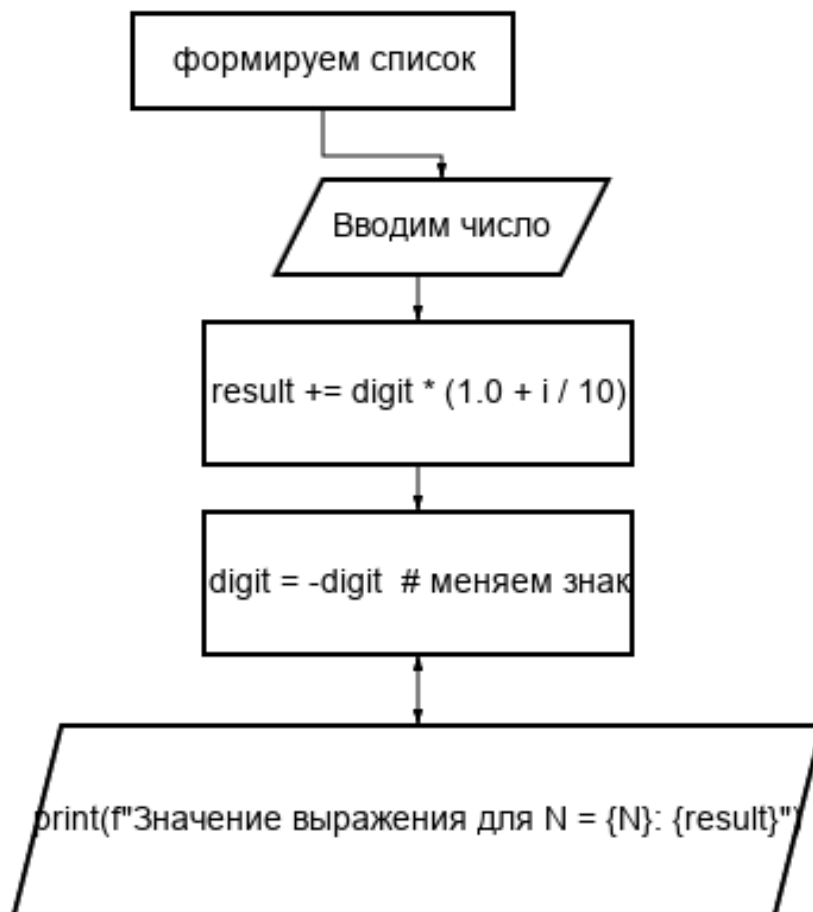 формируем список
Вводим число
result += digit * (1.0 + i / 10)
digit = -digit  # меняем знак
print(f"Значение выражения для N = {N}: {result}")